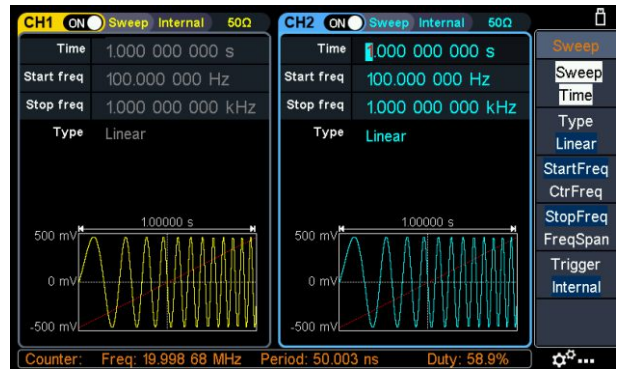 CH1 ON Sweep Internal 50Ω
Time 1.000 000 000 s
Start freq 100.000 000 Hz
Stop freq 1.000 000 000 kHz
Type Linear
1.00000 s
500 mV
0 mV
-500 mV
CH2 ON Sweep Internal 50Ω
Time 1.000 000 000 s
Start freq 100.000 000 Hz
Stop freq 1.000 000 000 kHz
Type Linear
1.00000 s
500 mV
0 mV
-500 mV
Sweep
Sweep
Time
Type
Linear
StartFreq
CtrFreq
StopFreq
FreqSpan
Trigger
Internal
Counter: Freq: 19.998 68 MHz Period: 50.003 ns Duty: 58.9%